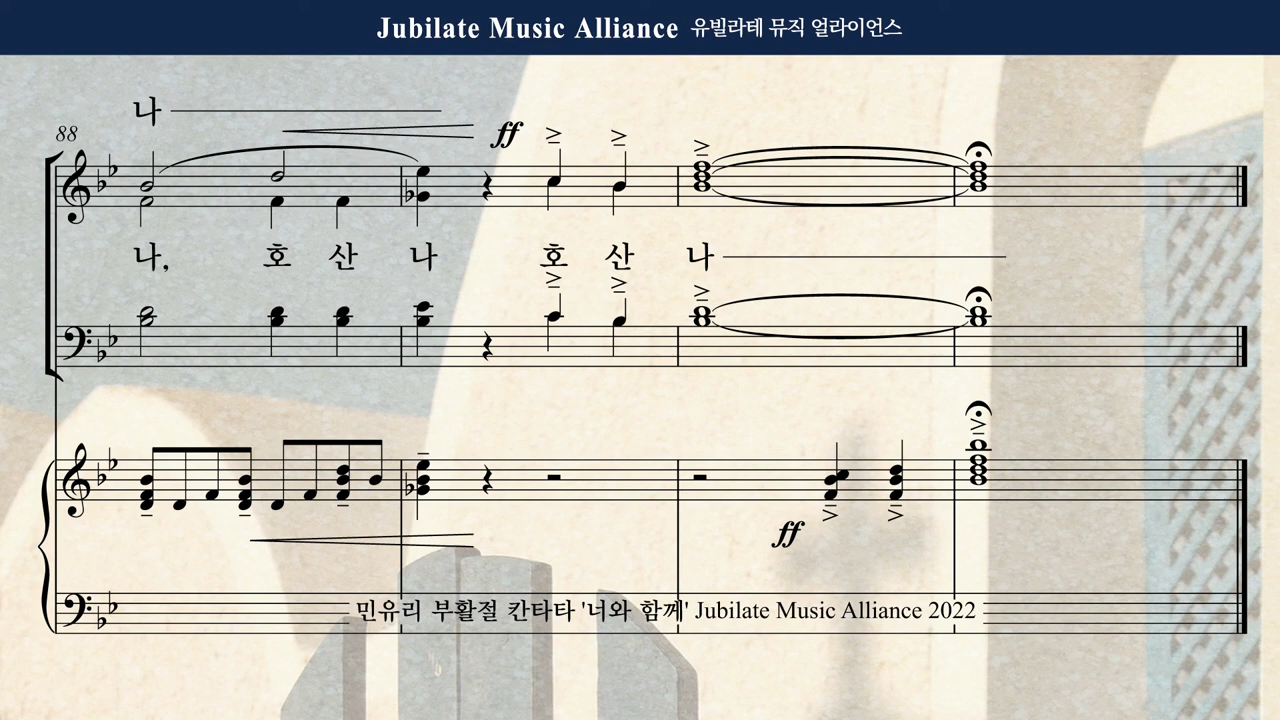 Jubilate Music Alliance 유빌라테 뮤직 얼라이언스
나
88
ff
나, 호 산 나 호 산 나
ff
민유리 부활절 칸타타 '너와 함께' Jubilate Music Alliance 2022